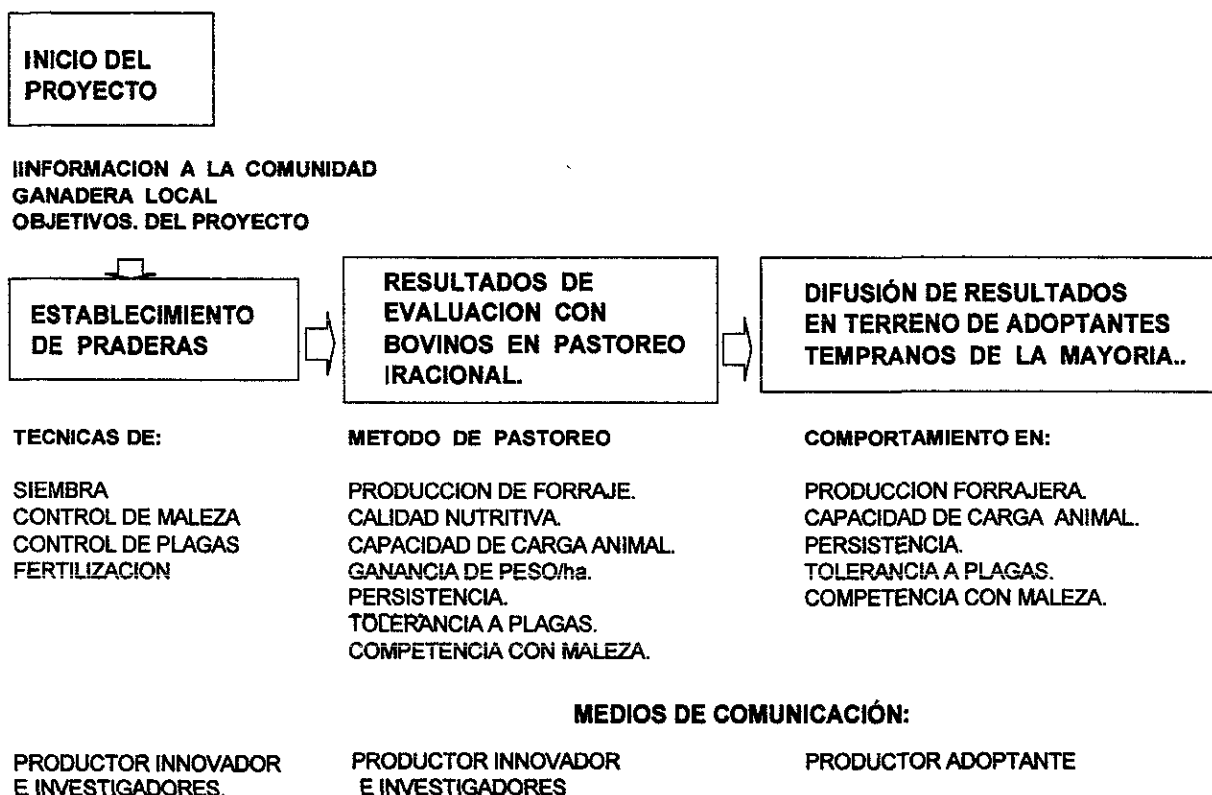 INICIO DEL
PROYECTO
IINFORMACION A LA COMUNIDAD
GANADERA LOCAL
OBJETIVOS. DEL PROYECTO
ESTABLECIMIENTO
DE PRADERAS
RESULTADOS DE
EVALUACION CON
BOVINOS EN PASTOREO
IRACIONAL.
DIFUSIÓN DE RESULTADOS
EN TERRENO DE ADOPTANTES
TEMPRANOS DE LA MAYORIA..
TECNICAS DE:
SIEMBRA
CONTROL DE MALEZA
CONTROL DE PLAGAS
FERTILIZACION
METODO DE PASTOREO
PRODUCCION DE FORRAJE.
CALIDAD NUTRITIVA.
CAPACIDAD DE CARGA ANIMAL.
GANANCIA DE PESO/ha.
PERSISTENCIA.
TOLERANCIA A PLAGAS.
COMPETENCIA CON MALEZA.
COMPORTAMIENTO EN:
PRODUCCION FORRAJERA.
CAPACIDAD DE CARGA ANIMAL.
PERSISTENCIA.
TOLERANCIA A PLAGAS.
COMPETENCIA CON MALEZA.
MEDIOS DE COMUNICACIÓN:
PRODUCTOR INNOVADOR
E INVESTIGADORES.
PRODUCTOR INNOVADOR
E INVESTIGADORES
PRODUCTOR ADOPTANTE